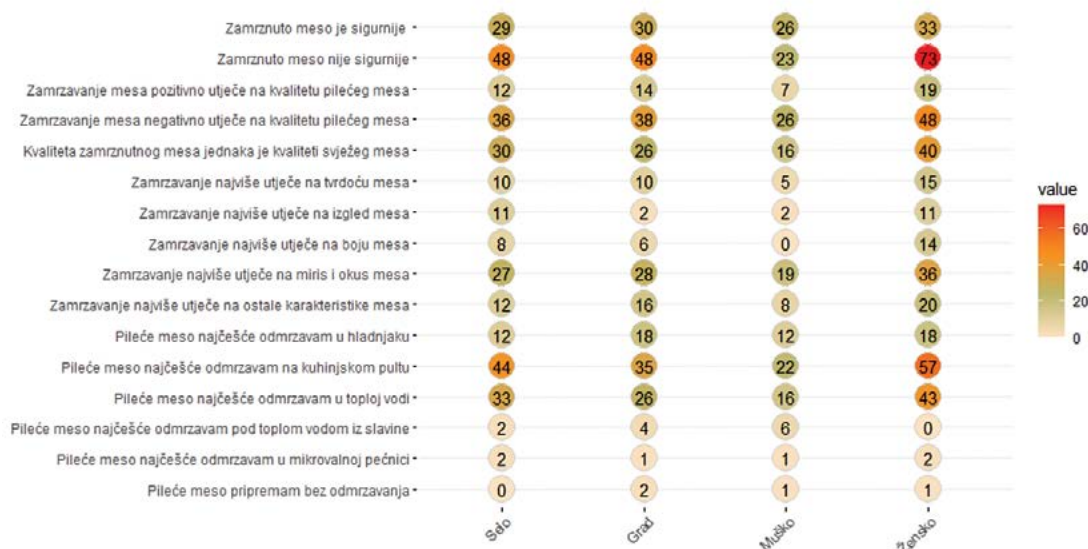 Zamrznuto meso je sigurnije 29 30 26 33
Zamrznuto meso nije sigurnije 48 48 23 73
Zamrzavanje mesa pozitivno utječe na kvalitetu pilećeg mesa 12 14 7 19
Zamrzavanje mesa negativno utječe na kvalitetu pilećeg mesa 36 38 26 48
Kvaliteta zamrznutnog mesa jednaka je kvaliteti svježeg mesa 30 26 16 40
Zamrzavanje najviše utječe na tvrdoću mesa 10 10 5 15
Zamrzavanje najviše utječe na izgled mesa 11 2 2 11
Zamrzavanje najviše utječe na boju mesa 8 6 0 14
Zamrzavanje najviše utječe na miris i okus mesa 27 28 19 36
Zamrzavanje najviše utječe na ostale karakteristike mesa 12 16 8 20
Pileće meso najčešće odmrzavam u hladnjaku 12 18 12 18
Pileće meso najčešće odmrzavam na kuhinjskom pultu 44 35 22 57
Pileće meso najčešće odmrzavam u toploj vodi 33 26 16 43
Pileće meso najčešće odmrzavam pod toplom vodom iz slavine 2 4 6 0
Pileće meso najčešće odmrzavam u mikrovalnoj pećnici 2 1 1 2
Pileće meso pripremam bez odmrzavanja 0 2 1 1
Selo Grad Muško Žensko
value
60
40
20
0